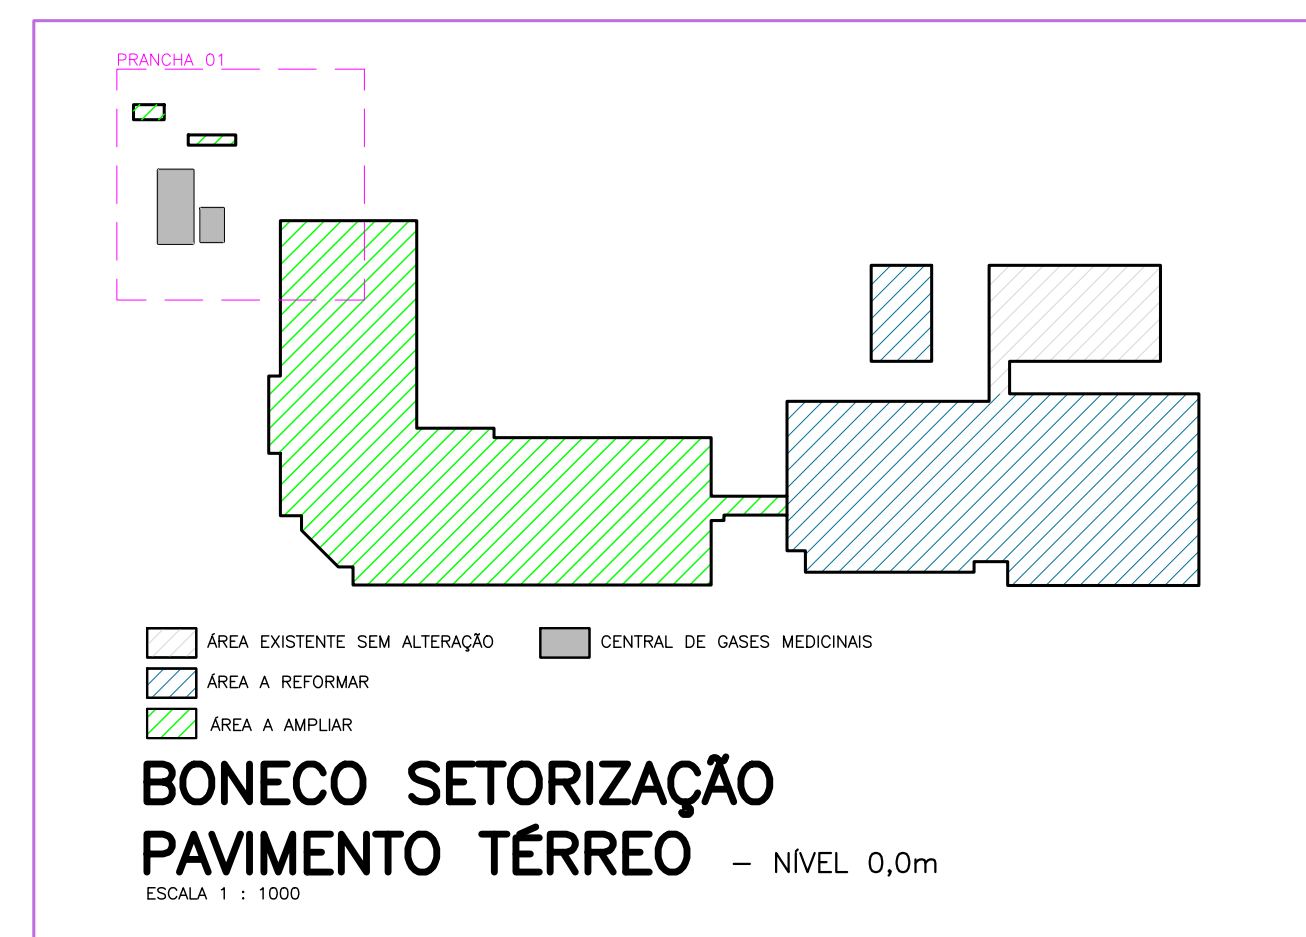 PRANCHA 01
ÁREA EXISTENTE SEM ALTERAÇÃO
CENTRAL DE GASES MEDICINAIS
ÁREA A REFORMAR
ÁREA A AMPLIAR
BONECO SETORIZAÇÃO
PAVIMENTO TÉRREO – NÍVEL 0,0m
ESCALA 1 : 1000